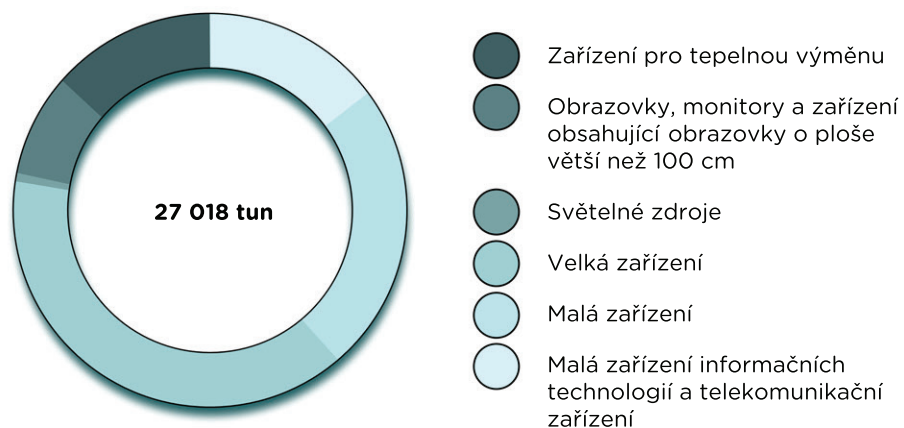 27 018 tun
Zařízení pro tepelnou výměnu
Obrazovky, monitory a zařízení
obsahující obrazovky o ploše
větší než 100 cm
Světelné zdroje
Velká zařízení
Malá zařízení
Malá zařízení informačních
technologií a telekomunikační
zařízení